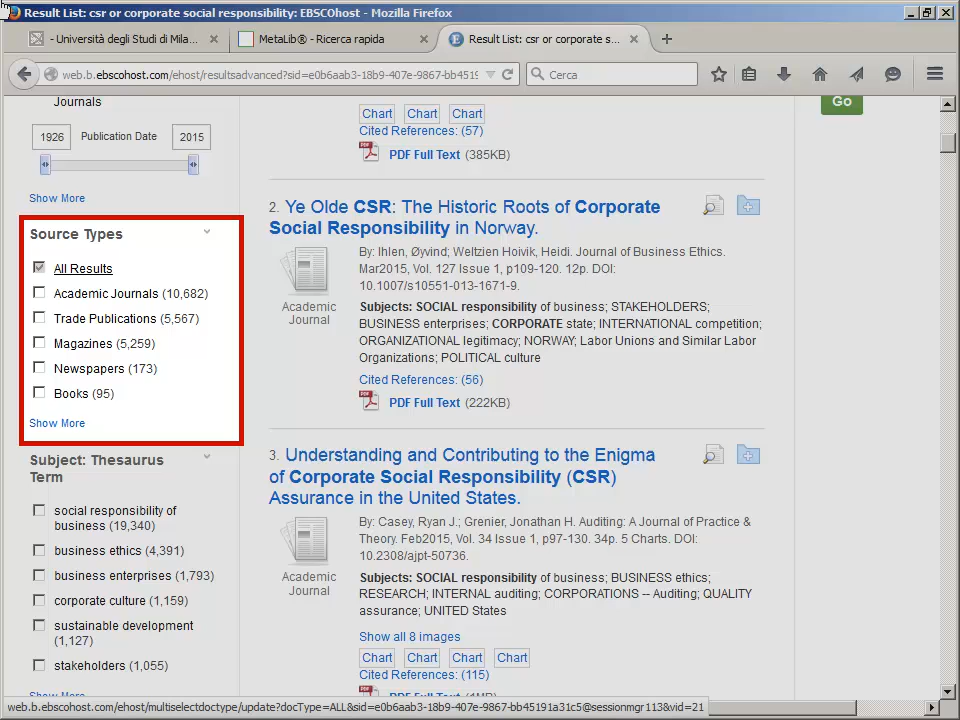 Result List: csr or corporate social responsibility: EBSCOhost - Mozilla Firefox
- Università degli Studi di Mila...
MetaLib® - Ricerca rapida
Result List: csr or corporate s...
web.b.ebscohost.com/ehost/resultsadvanced?sid=e0b6aab3-18b9-407e-9867-bb4519
Cerca
Journals
1926 Publication Date 2015
Show More
Source Types
All Results
Academic Journals (10,682)
Trade Publications (5,567)
Magazines (5,259)
Newspapers (173)
Books (95)
Show More
Subject: Thesaurus
Term
social responsibility of
business (19,340)
business ethics (4,391)
business enterprises (1,793)
corporate culture (1,159)
sustainable development
(1,127)
stakeholders (1,055)
Show More
Chart Chart Chart
Cited References: (57)
PDF Full Text (385KB)
2. Ye Olde CSR: The Historic Roots of Corporate
Social Responsibility in Norway.
Academic
Journal
By: Ihlen, Øyvind; Weltzien Hoivik, Heidi. Journal of Business Ethics.
Mar2015, Vol. 127 Issue 1, p109-120. 12p. DOI:
10.1007/s10551-013-1671-9.
Subjects: SOCIAL responsibility of business; STAKEHOLDERS;
BUSINESS enterprises; CORPORATE state; INTERNATIONAL competition;
ORGANIZATIONAL legitimacy; NORWAY; Labor Unions and Similar Labor
Organizations; POLITICAL culture
Cited References: (56)
PDF Full Text (222KB)
3. Understanding and Contributing to the Enigma
of Corporate Social Responsibility (CSR)
Assurance in the United States.
Academic
Journal
By: Casey, Ryan J.; Grenier, Jonathan H. Auditing: A Journal of Practice &
Theory. Feb2015, Vol. 34 Issue 1, p97-130. 34p. 5 Charts. DOI:
10.2308/ajpt-50736.
Subjects: SOCIAL responsibility of business; BUSINESS ethics;
RESEARCH; INTERNAL auditing; CORPORATIONS -- Auditing; QUALITY
assurance; UNITED States
Show all 8 images
Chart Chart Chart Chart
Cited References: (115)
PDF Full Text (1MB)
Go
web.b.ebscohost.com/ehost/multiselectdoctype/update?docType=ALL&sid=e0b6aab3-18b9-407e-9867-bb45191a31c5@sessionmgr113&vid=21